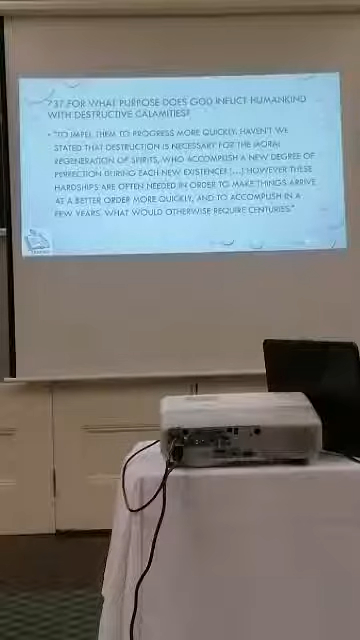 737.FOR WHAT PURPOSE DOES GOD INFLICT HUMANKIND
WITH DESTRUCTIVE CALAMITIES?
• "TO IMPEL THEM TO PROGRESS MORE QUICKLY. HAVEN'T WE
STATED THAT DESTRUCTION IS NECESSARY FOR THE MORAL
REGENERATION OF SPIRITS, WHO ACCOMPLISH A NEW DEGREE OF
PERFECTION DURING EACH NEW EXISTENCE? [...] HOWEVER THESE
HARDSHIPS ARE OFTEN NEEDED IN ORDER TO MAKE THINGS ARRIVE
AT A BETTER ORDER MORE QUICKLY, AND TO ACCOMPLISH IN A
FEW YEARS, WHAT WOULD OTHERWISE REQUIRE CENTURIES."